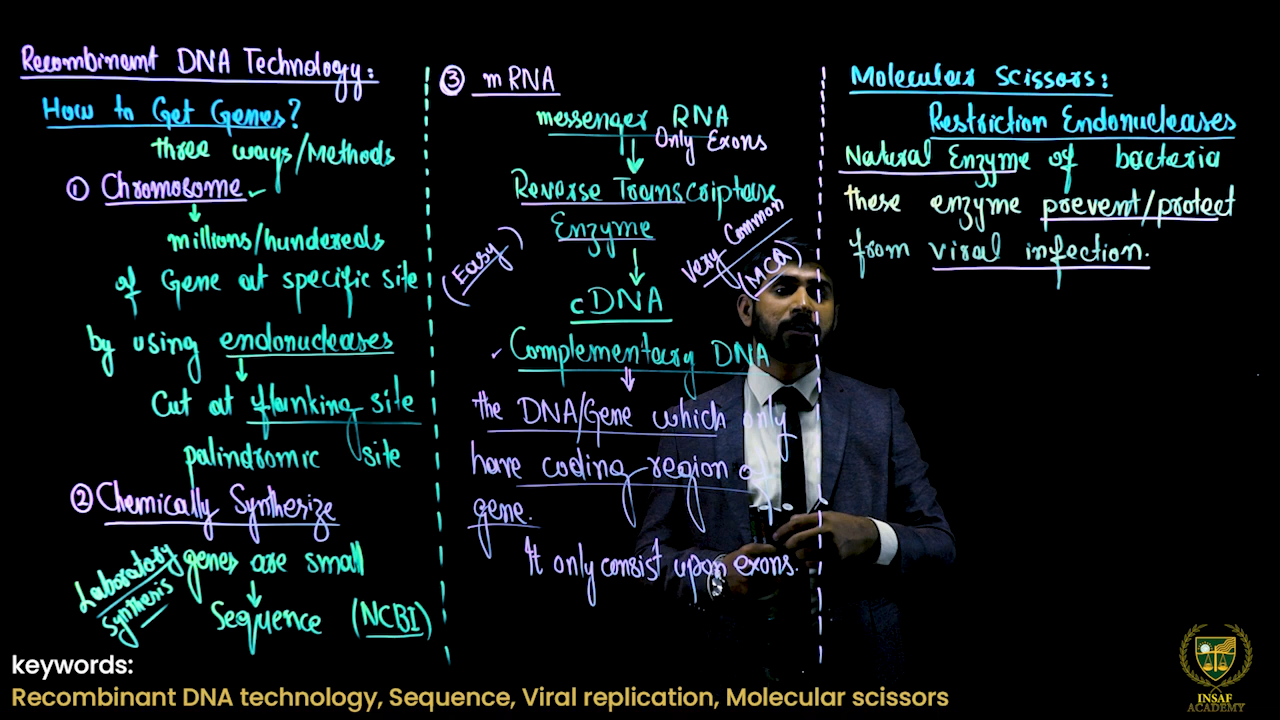 Recombinant DNA Technology:
How to Get Genes?
three ways/Methods
① Chromosome
millions/hundereds
of Gene at specific site
by using endonucleases
Cut at flanking site
palindromic site
② Chemically Synthesize
Laboratory
Synthesis
genes are small
Sequence (NCBI)
③ mRNA
messenger RNA
Only Exons
Reverse Transcriptase
Enzyme
(Easy)
Very Common
(MCQ)
cDNA
Complementary DNA
the DNA/Gene which only
have coding region of
gene.
It only consist upon exons.
Molecular Scissors:
Restriction Endonucleases
Natural Enzyme of bacteria
these enzyme prevent/protect
from viral infection.
keywords:
Recombinant DNA technology, Sequence, Viral replication, Molecular scissors
INSAF
ACADEMY